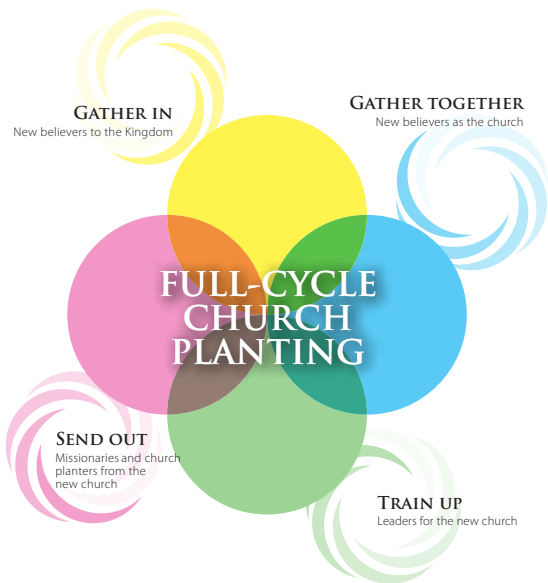 GATHER IN
New believers to the Kingdom
GATHER TOGETHER
New believers as the church
FULL-CYCLE
CHURCH
PLANTING
SEND OUT
Missionaries and church
planters from the
new church
TRAIN UP
Leaders for the new church